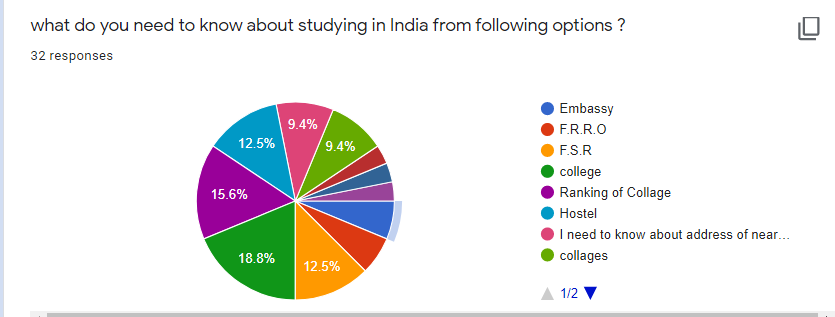 what do you need to know about studying in India from following options ?
32 responses
9.4%
9.4%
12.5%
15.6%
18.8%
12.5%
Embassy
F.R.R.O
F.S.R
college
Ranking of Collage
Hostel
I need to know about address of near...
collages
1/2